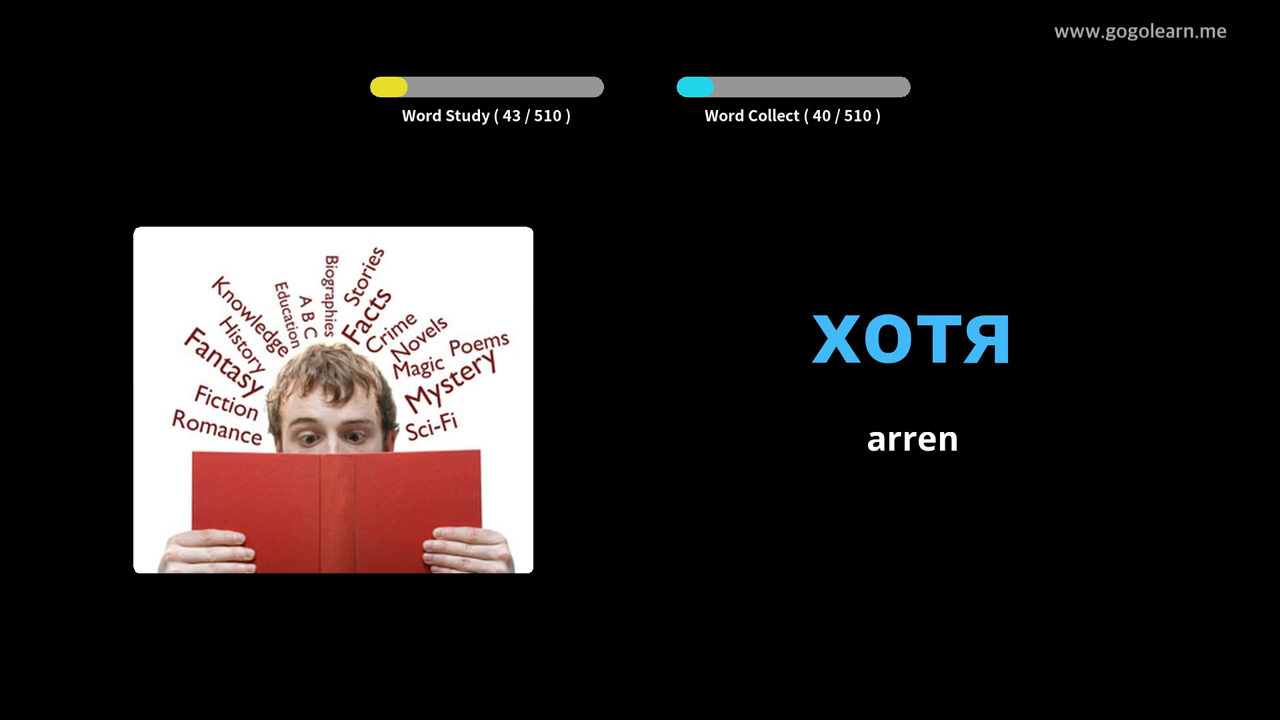 www.gogolearn.me
Word Study ( 43 / 510 )
Word Collect ( 40 / 510 )
Biographies
Stories
Education
A B C
Facts
Knowledge
History
Crime
Novels
Poems
Fantasy
Magic
Mystery
Fiction
Romance
Sci-Fi
хотя
arren